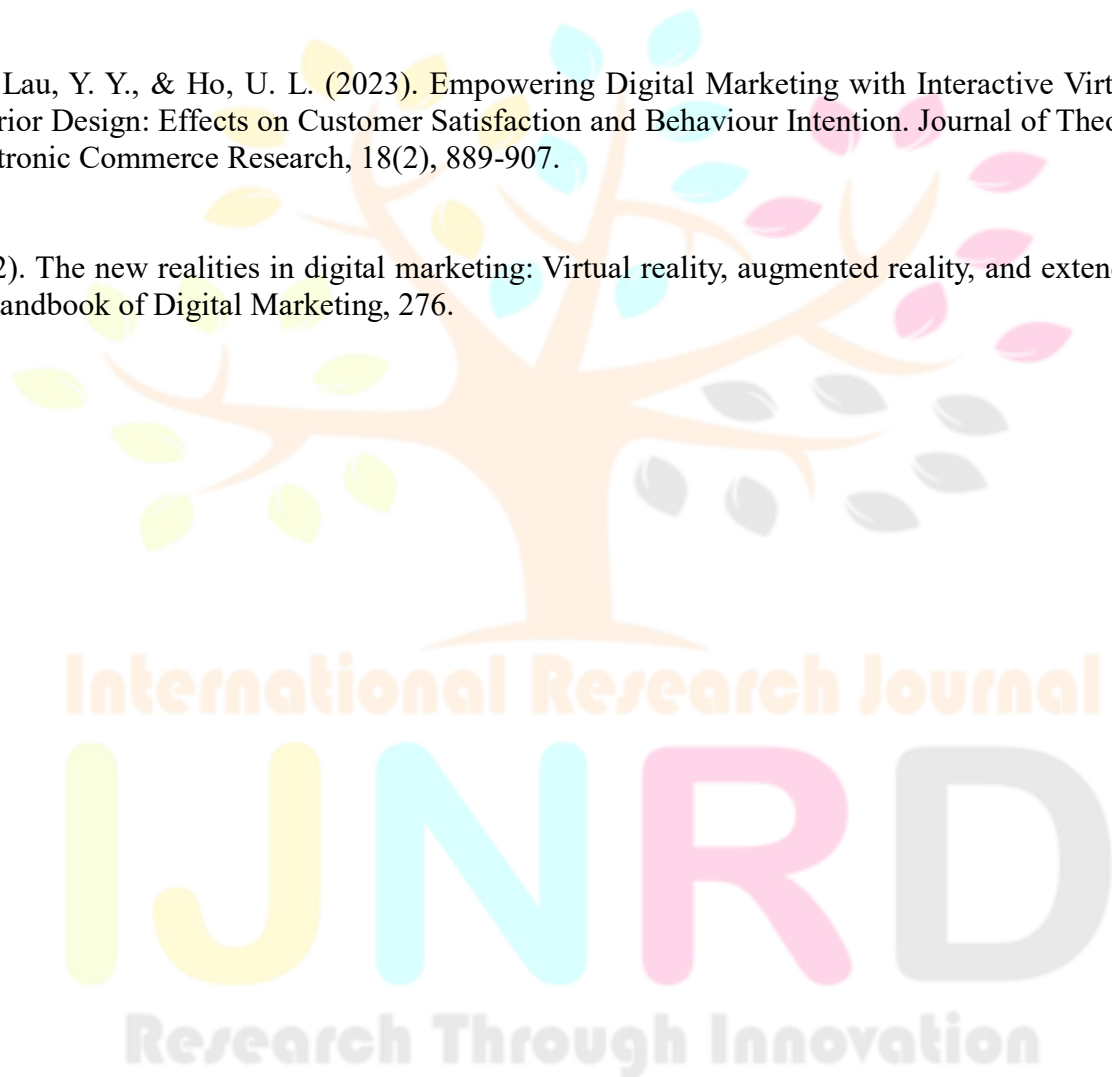 Lau, Y. Y., & Ho, U. L. (2023). Empowering Digital Marketing with Interactive Virt
rior Design: Effects on Customer Satisfaction and Behaviour Intention. Journal of Theo
tronic Commerce Research, 18(2), 889-907.
2). The new realities in digital marketing: Virtual reality, augmented reality, and exten
andbook of Digital Marketing, 276.
International Research Journal
IJNRD
Research Through Innovation